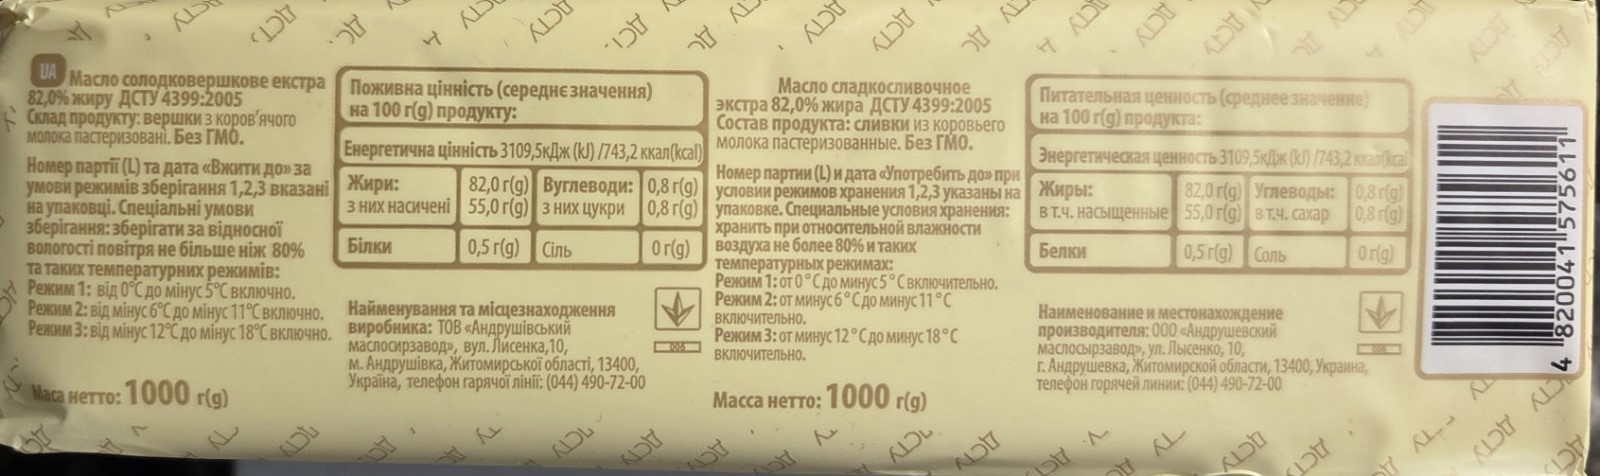 UA Масло солодковершкове екстра
82,0% жиру ДСТУ 4399:2005
Склад продукту: вершки з коров'ячого
молока пастеризовані. Без ГМО.
Номер партії (L) та дата «Вжити до» за
умови режимів зберігання 1,2,3 вказані
на упаковці. Спеціальні умови
зберігання: зберігати за відносної
вологості повітря не більше ніж 80%
та таких температурних режимів:
Режим 1: від 0°С до мінус 5°С включно.
Режим 2: від мінус 6°С до мінус 11°С включно.
Режим 3: від мінус 12°С до мінус 18°С включно.
Маса нетто: 1000 г(g)
Поживна цінність (середнє значення)
на 100 г(g) продукту:
Енергетична цінність 3109,5кДж (kJ) /743,2 ккал(kcal)
Жири: 82,0 г(g) Вуглеводи: 0,8 г(g)
з них насичені 55,0 г(g) з них цукри 0,8 г(g)
Білки 0,5 г(g) Сіль 0 г(g)
Найменування та місцезнаходження
виробника: ТОВ «Андрушівський
маслосирзавод», вул. Лисенка,10,
м. Андрушівка, Житомирської області, 13400,
Україна, телефон гарячої лінії: (044) 490-72-00
006
Масло сладкосливочное
экстра 82,0% жира ДСТУ 4399:2005
Состав продукта: сливки из коровьего
молока пастеризованные. Без ГМО.
Номер партии (L) и дата «Употребить до» при
условии режимов хранения 1,2,3 указаны на
упаковке. Специальные условия хранения:
хранить при относительной влажности
воздуха не более 80% и таких
температурных режимах:
Режим 1: от 0°С до минус 5°С включительно.
Режим 2: от минус 6°С до минус 11°С
включительно.
Режим 3: от минус 12°С до минус 18°С
включительно.
Масса нетто: 1000 г(g)
Питательная ценность (среднее значение)
на 100 г(g) продукта:
Энергетическая ценность 3109,5кДж (kJ) /743,2 ккал(kcal
Жиры: 82,0 г(g) Углеводы: 0,8 г(g)
в т.ч. насыщенные 55,0 г(g) в т.ч. сахар 0,8 г(g)
Белки 0,5 г(g) Соль 0 г(g)
Наименование и местонахождение
производителя: ООО «Андрушевский
маслосырзавод», ул. Лысенко, 10,
г. Андрушевка, Житомирской области, 13400, Украина,
телефон горячей линии: (044) 490-72-00
006
4 820041 575611